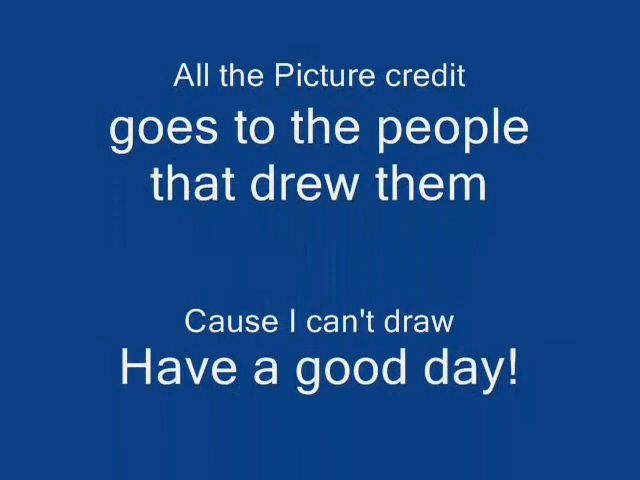 All the Picture credit
goes to the people
that drew them
Cause I can't draw
Have a good day!